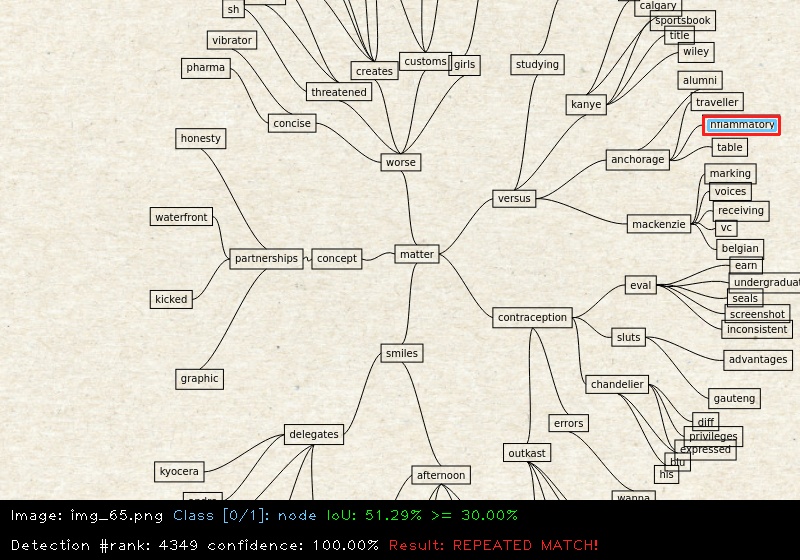 calgary
sh
sportsbook
title
vibrator
wiley
customs
girls
studying
pharma
creates
alumni
threatened
traveller
kanye
concise
nflammatory
honesty
table
worse
anchorage
marking
voices
versus
receiving
waterfront
mackenzie
vc
belgian
partnerships
concept
matter
earn
eval
undergraduat
kicked
seals
contraception
screenshot
inconsistent
sluts
smiles
advantages
graphic
chandelier
gauteng
errors
diff
delegates
privileges
expressed
outkast
blu
kyocera
afternoon
his
wanna
Image: img_65.png Class [0/1]: node IoU: 51.29% >= 30.00%
Detection #rank: 4349 confidence: 100.00% Result: REPEATED MATCH!